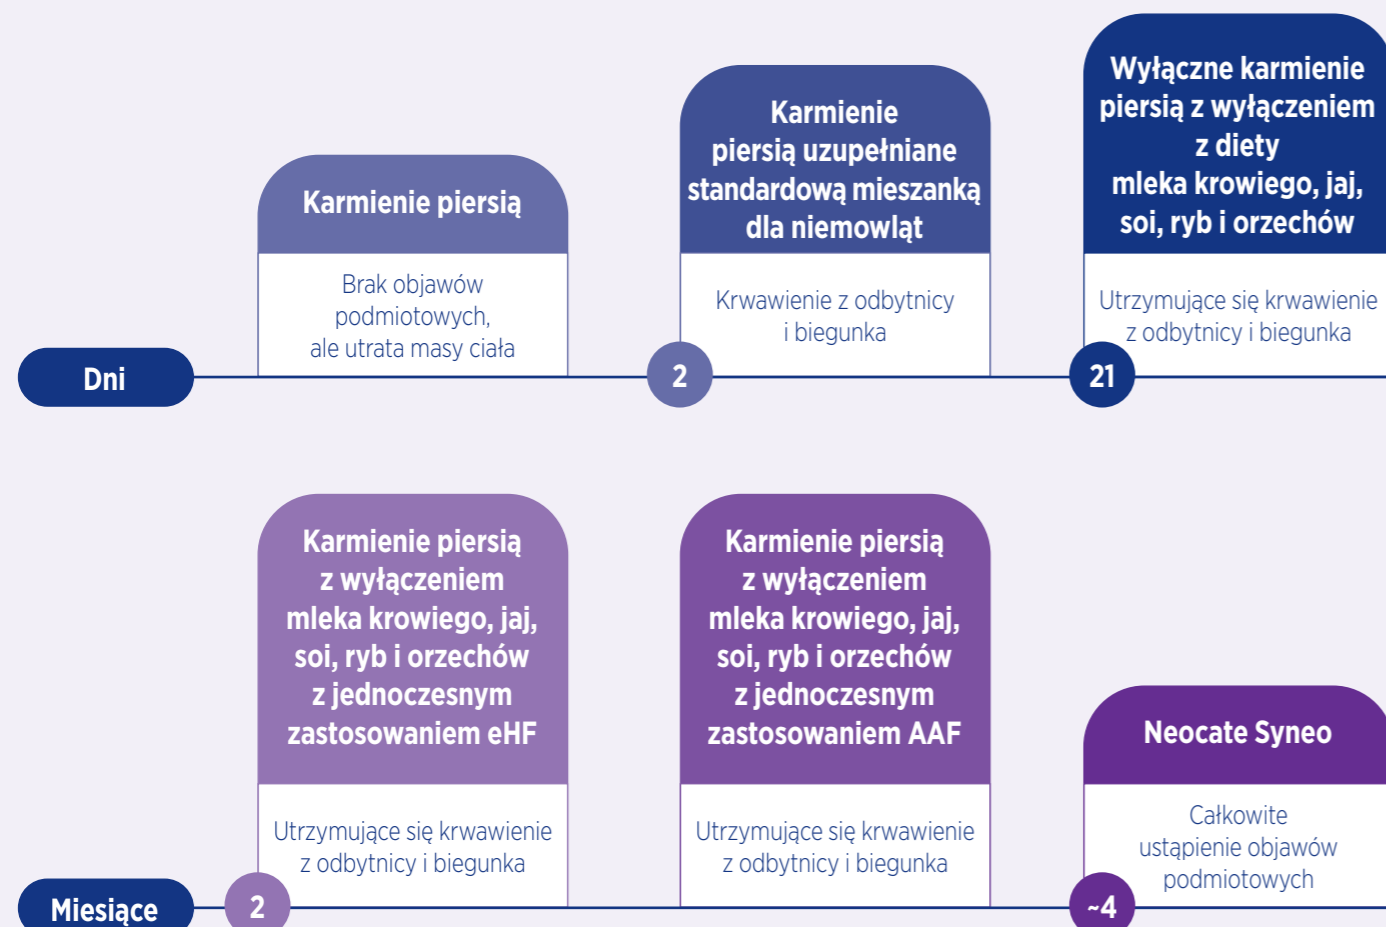 Karmienie piersią
Brak objawów
podmiotowych,
ale utrata masy ciała
Karmienie
piersią uzupełniane
standardową mieszanką
dla niemowląt
Krwawienie z odbytnicy
i biegunka
Wyłączne karmienie
piersią z wyłączeniem
z diety
mleka krowiego, jaj,
soi, ryb i orzechów
Utrzymujące się krwawienie
z odbytnicy i biegunka
Dni
2
21
Karmienie piersią
z wyłączeniem
mleka krowiego, jaj,
soi, ryb i orzechów
z jednoczesnym
zastosowaniem eHF
Utrzymujące się krwawienie
z odbytnicy i biegunka
Karmienie piersią
z wyłączeniem
mleka krowiego, jaj,
soi, ryb i orzechów
z jednoczesnym
zastosowaniem AAF
Utrzymujące się krwawienie
z odbytnicy i biegunka
Neocate Syneo
Całkowite
ustąpienie objawów
podmiotowych
Miesiące
2
~4